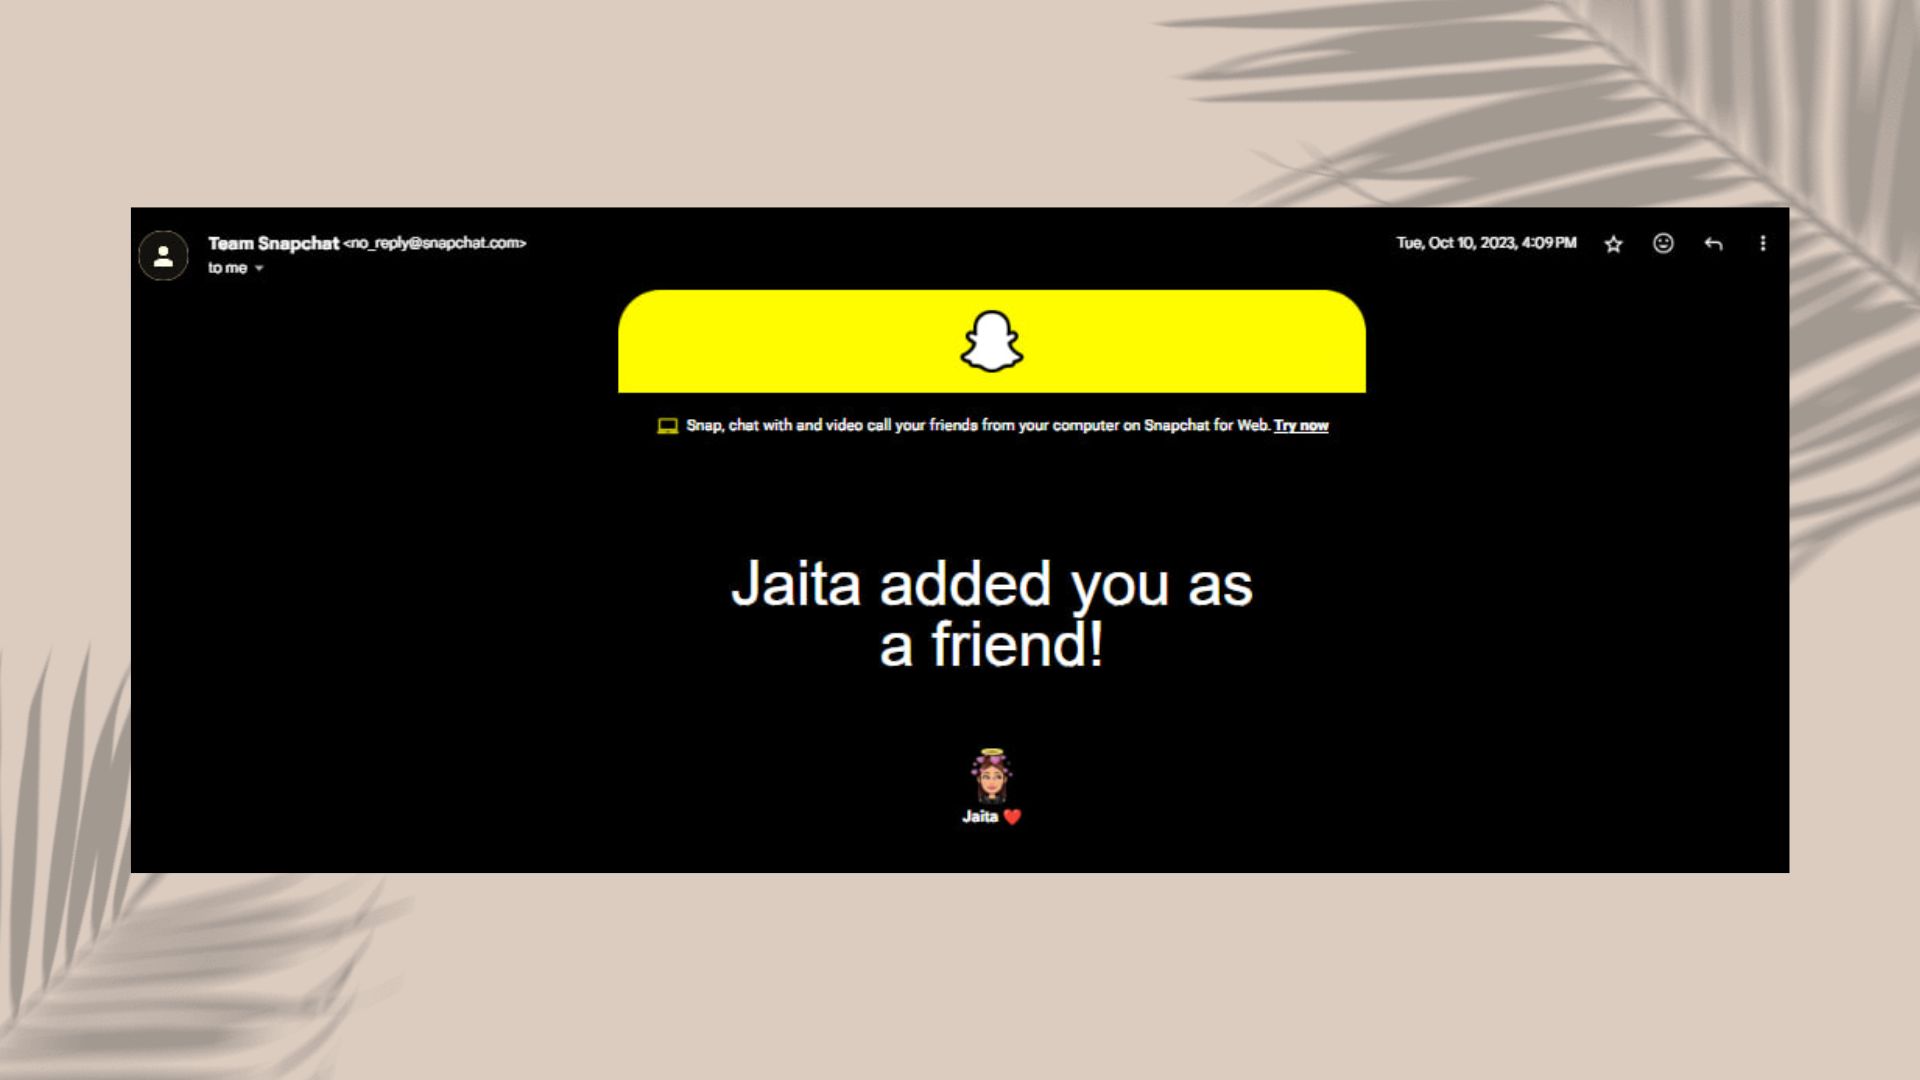 Team Snapchat <no_reply@snapchat.com>
Tue, Oct 10, 2023, 4:09 PM
to me
Snap, chat with and video call your friends from your computer on Snapchat for Web. Try now
Jaita added you as
a friend!
Jaita ❤️